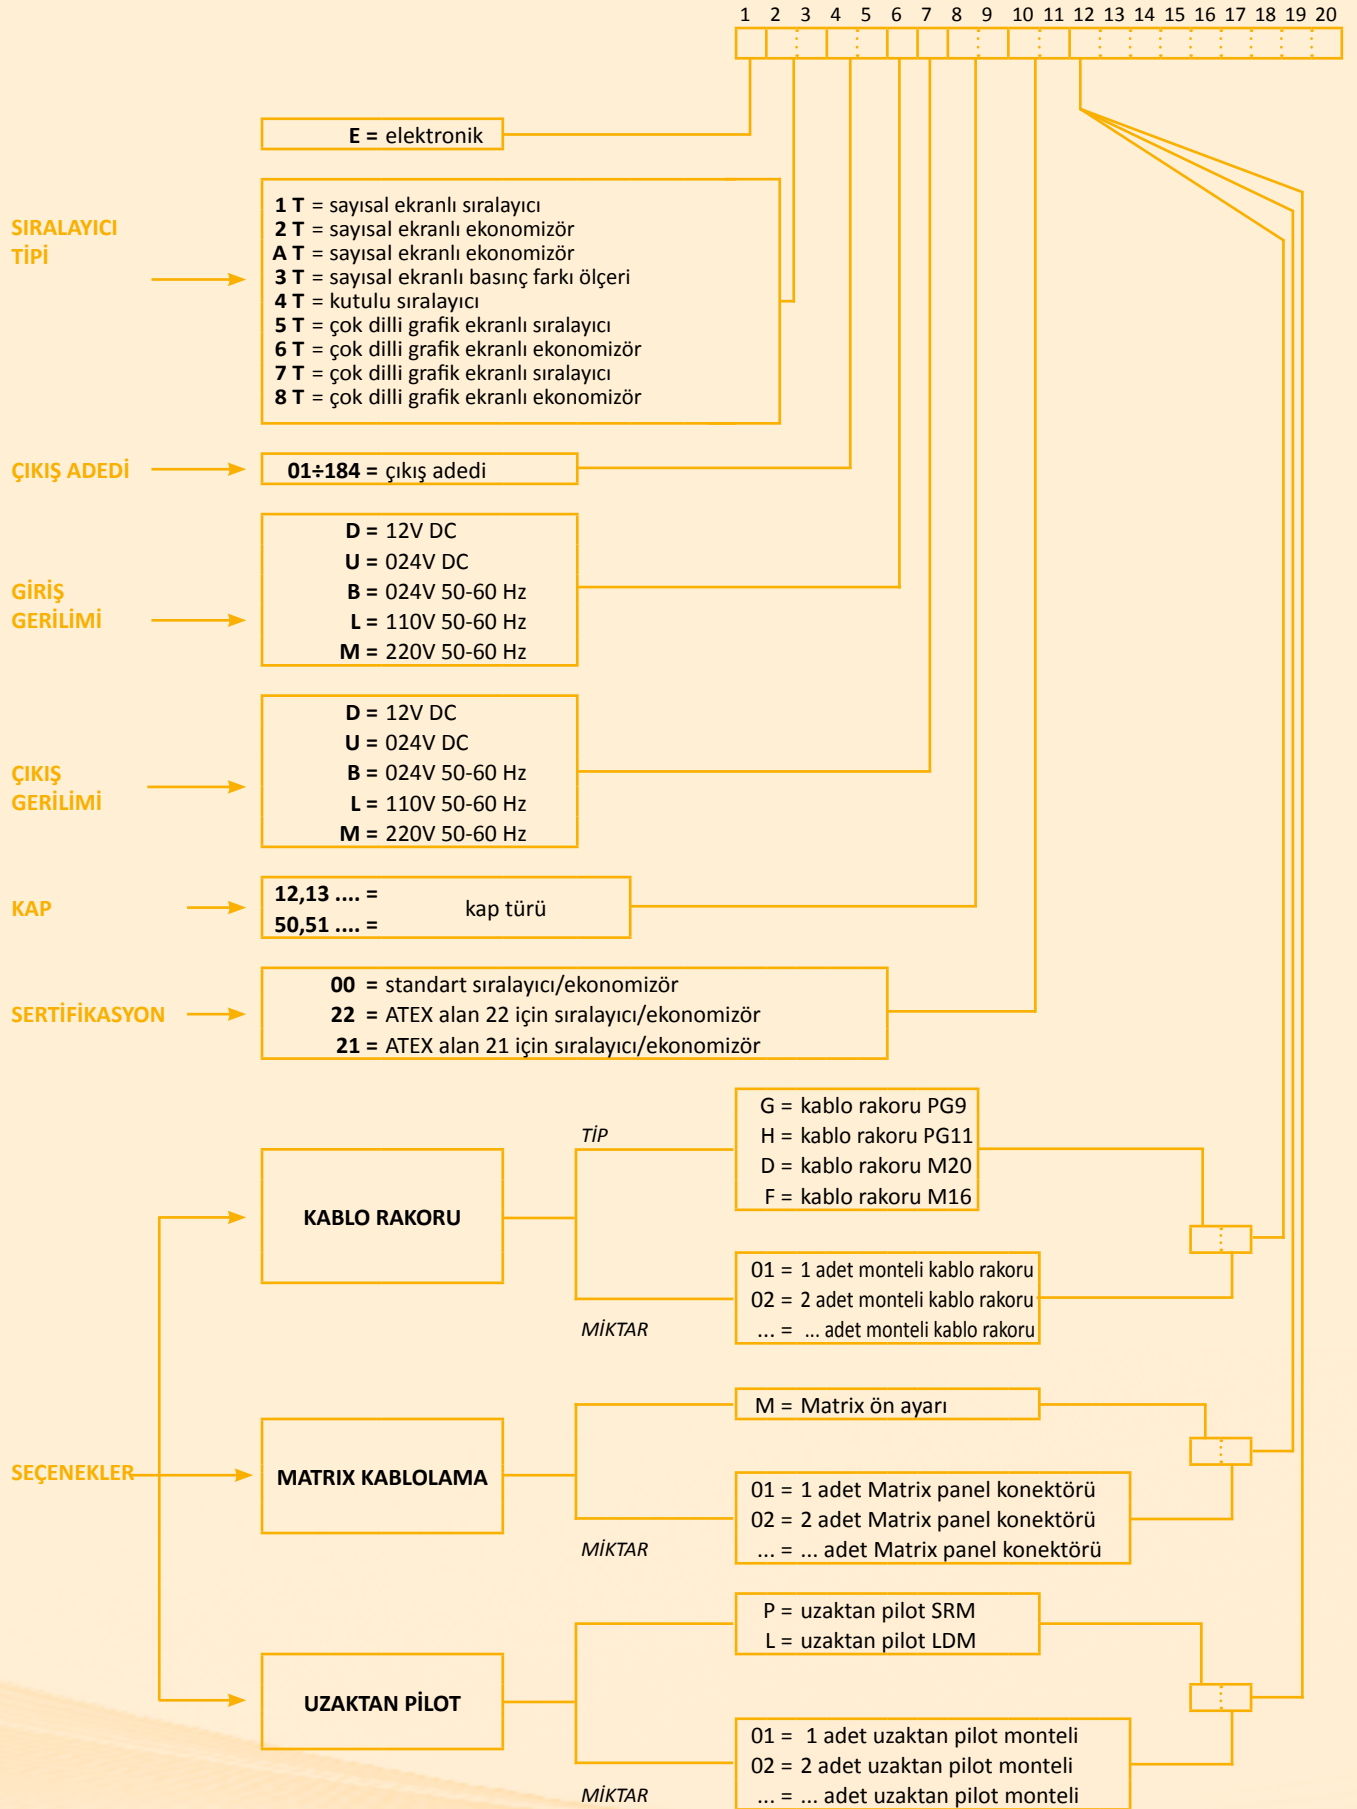 1 2 3 4 5 6 7 8 9 10 11 12 13 14 15 16 17 18 19 20
E = elektronik
SIRALAYICI
TİPİ
1 T = sayısal ekranlı sıralayıcı
2 T = sayısal ekranlı ekonomizör
A T = sayısal ekranlı ekonomizör
3 T = sayısal ekranlı basınç farkı ölçeri
4 T = kutulu sıralayıcı
5 T = çok dilli grafik ekranlı sıralayıcı
6 T = çok dilli grafik ekranlı ekonomizör
7 T = çok dilli grafik ekranlı sıralayıcı
8 T = çok dilli grafik ekranlı ekonomizör
ÇIKIŞ ADEDİ
01÷184 = çıkış adedi
GİRİŞ
GERİLİMİ
D = 12V DC
U = 024V DC
B = 024V 50-60 Hz
L = 110V 50-60 Hz
M = 220V 50-60 Hz
ÇIKIŞ
GERİLİMİ
D = 12V DC
U = 024V DC
B = 024V 50-60 Hz
L = 110V 50-60 Hz
M = 220V 50-60 Hz
KAP
12,13 .... =
kap türü
50,51 .... =
SERTİFİKASYON
00 = standart sıralayıcı/ekonomizör
22 = ATEX alan 22 için sıralayıcı/ekonomizör
21 = ATEX alan 21 için sıralayıcı/ekonomizör
SEÇENEKLER
KABLO RAKORU
TİP
G = kablo rakoru PG9
H = kablo rakoru PG11
D = kablo rakoru M20
F = kablo rakoru M16
MİKTAR
01 = 1 adet monteli kablo rakoru
02 = 2 adet monteli kablo rakoru
... = ... adet monteli kablo rakoru
MATRIX KABLOLAMA
M = Matrix ön ayarı
MİKTAR
01 = 1 adet Matrix panel konektörü
02 = 2 adet Matrix panel konektörü
... = ... adet Matrix panel konektörü
UZAKTAN PİLOT
P = uzaktan pilot SRM
L = uzaktan pilot LDM
MİKTAR
01 = 1 adet uzaktan pilot monteli
02 = 2 adet uzaktan pilot monteli
... = ... adet uzaktan pilot monteli